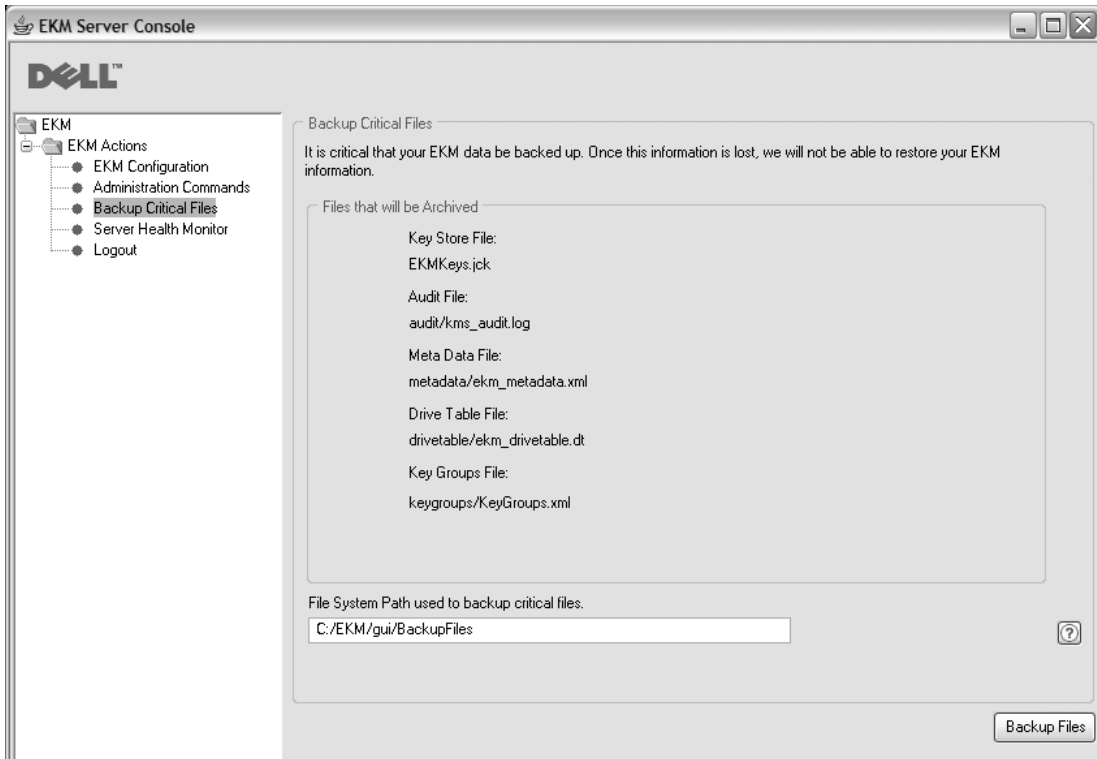 EKM Server Console
DELL™
EKM
EKM Actions
EKM Configuration
Administration Commands
Backup Critical Files
Server Health Monitor
Logout
Backup Critical Files
It is critical that your EKM data be backed up. Once this information is lost, we will not be able to restore your EKM
information.
Files that will be Archived
Key Store File:
EKMKeys.jck
Audit File:
audit/kms_audit.log
Meta Data File:
metadata/ekm_metadata.xml
Drive Table File:
drivetable/ekm_drivetable.dt
Key Groups File:
keygroups/KeyGroups.xml
File System Path used to backup critical files.
C:/EKM/gui/BackupFiles
?
Backup Files